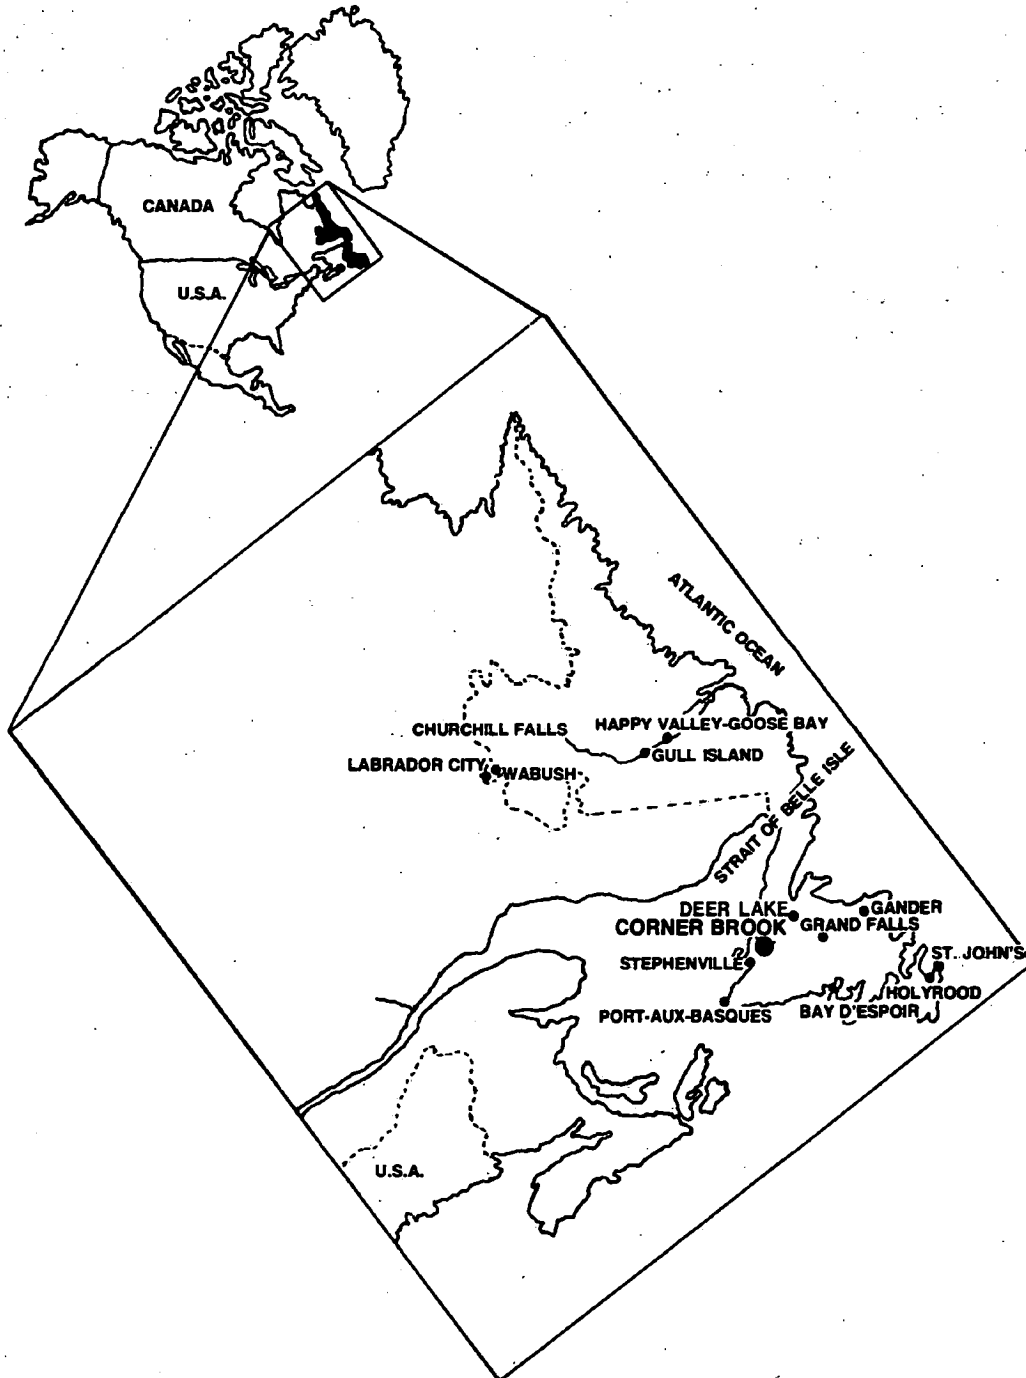 CANADA
U.S.A.
ATLANTIC OCEAN
CHURCHILL FALLS
HAPPY VALLEY-GOOSE BAY
GULL ISLAND
LABRADOR CITY
WABUSH
STRAIT OF BELLE ISLE
DEER LAKE
GANDER
CORNER BROOK
GRAND FALLS
STEPHENVILLE
ST. JOHN'S
HOLYROOD
PORT-AUX-BASQUES
BAY D'ESPOIR
U.S.A.